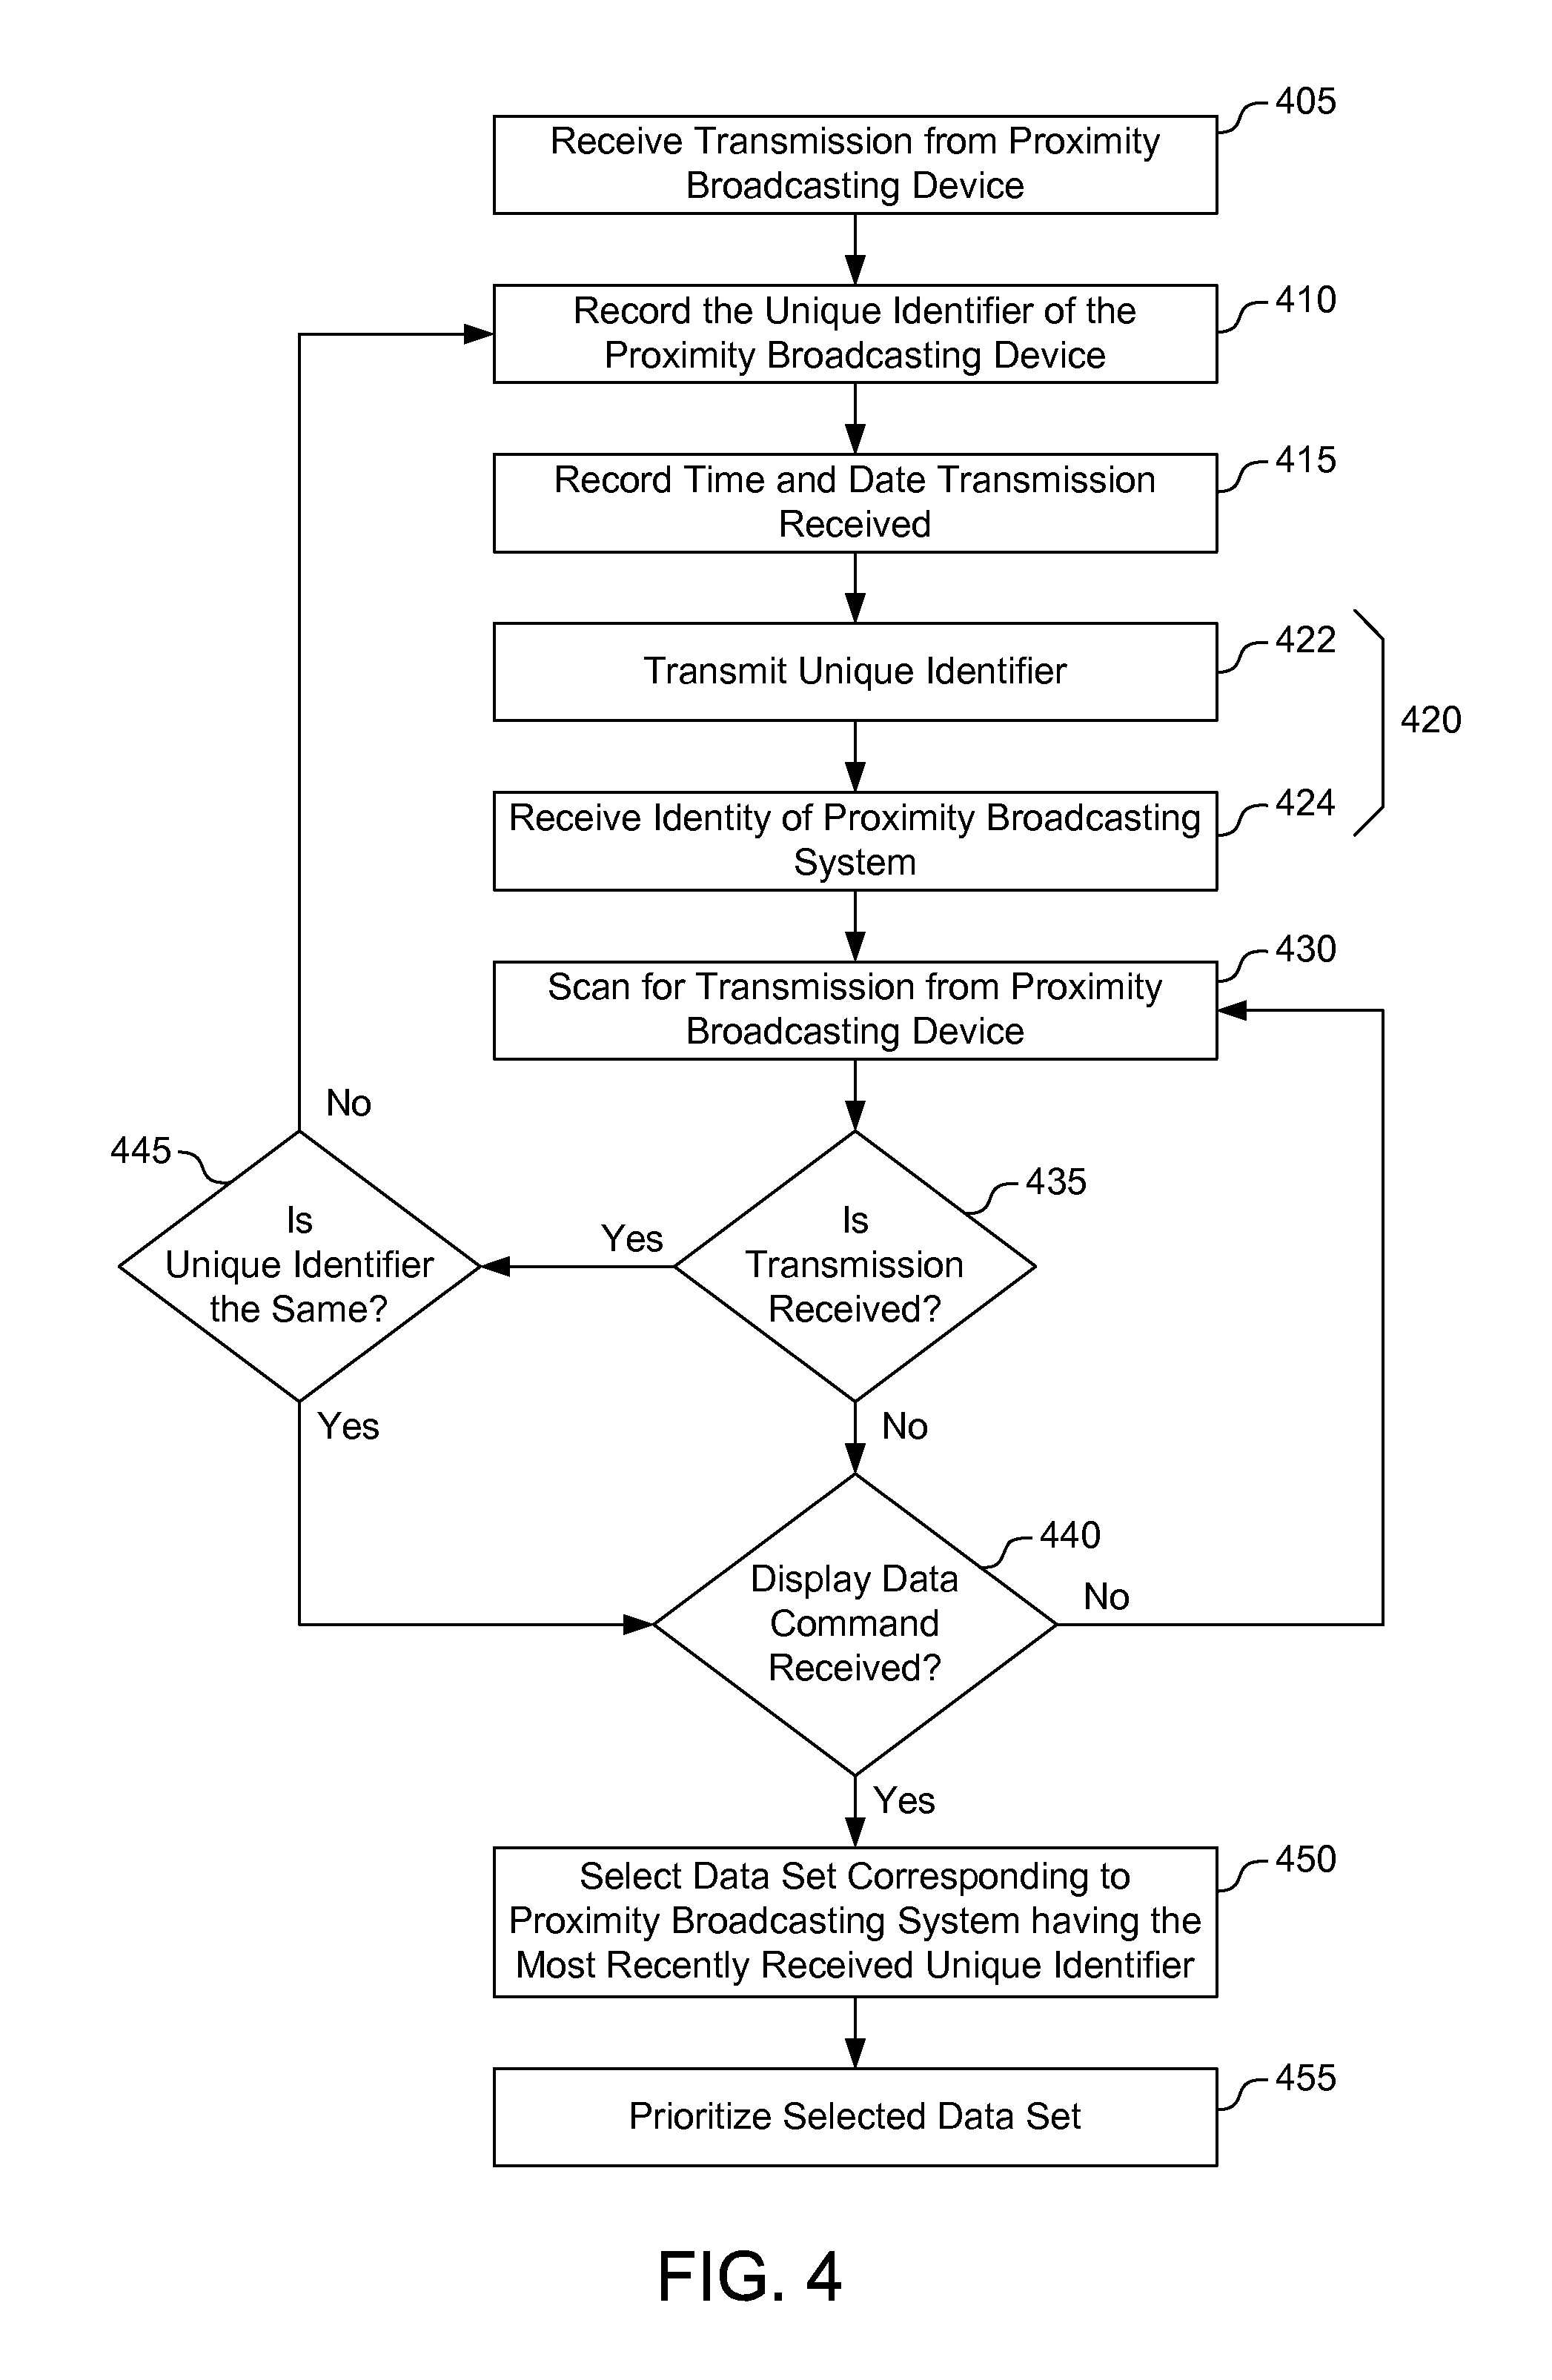 405
Receive Transmission from Proximity
Broadcasting Device
410
Record the Unique Identifier of the
Proximity Broadcasting Device
415
Record Time and Date Transmission
Received
422
Transmit Unique Identifier
420
424
Receive Identity of Proximity Broadcasting
System
430
Scan for Transmission from Proximity
Broadcasting Device
No
445
Is
Unique Identifier
the Same?
Yes
Yes
435
Is
Transmission
Received?
No
440
Display Data
Command
Received?
No
Yes
450
Select Data Set Corresponding to
Proximity Broadcasting System having the
Most Recently Received Unique Identifier
455
Prioritize Selected Data Set
FIG. 4